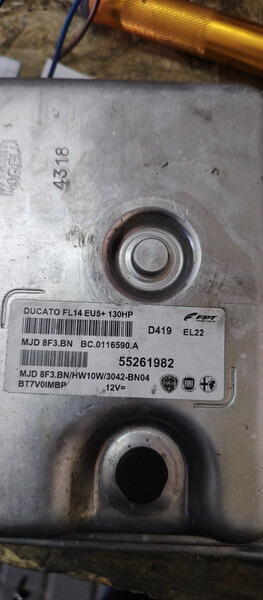 4318
DUCATO FL14 EU5+ 130HP
FPT
D419 EL22
MJD 8F3.BN BC.0116590.A
55261982
MJD 8F3.BN/HW10W/3042-BN04
BT7V0IMBP 12V=